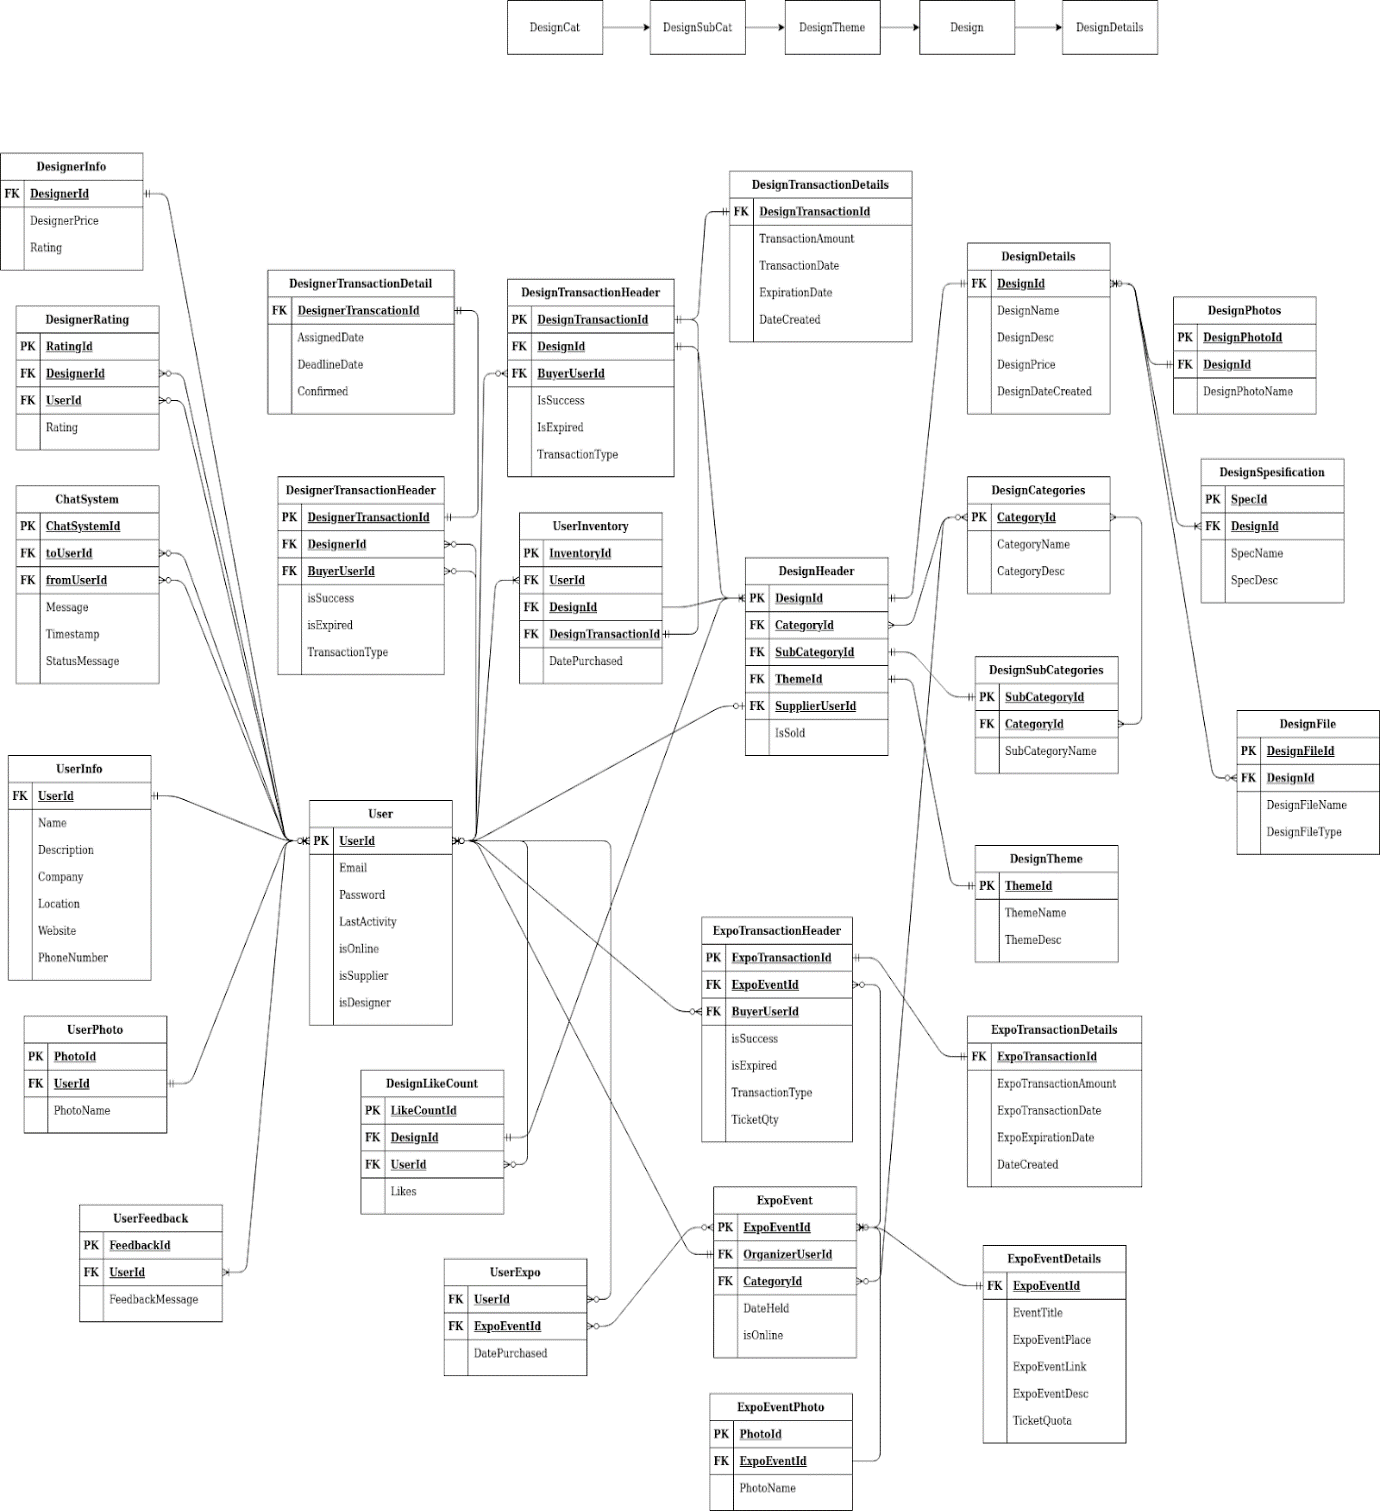 DesignCat
DesignSubCat
DesignTheme
Design
DesignDetails
DesignerInfo
FK DesignerId
DesignerPrice
Rating
DesignerRating
PK RatingId
FK DesignerId
FK UserId
Rating
ChatSystem
PK ChatSystemId
FK toUserId
FK fromUserId
Message
Timestamp
StatusMessage
UserInfo
FK UserId
Name
Description
Company
Location
Website
PhoneNumber
UserPhoto
PK PhotoId
FK UserId
PhotoName
UserFeedback
PK FeedbackId
FK UserId
FeedbackMessage
DesignerTransactionDetail
FK DesignerTranscationId
AssignedDate
DeadlineDate
Confirmed
DesignerTransactionHeader
PK DesignerTransactionId
FK DesignerId
FK BuyerUserId
isSuccess
isExpired
TransactionType
User
PK UserId
Email
Password
LastActivity
isOnline
isSupplier
isDesigner
DesignLikeCount
PK LikeCountId
FK DesignId
FK UserId
Likes
UserExpo
FK UserId
FK ExpoEventId
DatePurchased
DesignTransactionHeader
PK DesignTransactionId
FK DesignId
FK BuyerUserId
IsSuccess
IsExpired
TransactionType
UserInventory
PK InventoryId
FK UserId
FK DesignId
FK DesignTransactionId
DatePurchased
DesignTransactionDetails
FK DesignTransactionId
TransactionAmount
TransactionDate
ExpirationDate
DateCreated
DesignHeader
PK DesignId
FK CategoryId
FK SubCategoryId
FK ThemeId
FK SupplierUserId
IsSold
ExpoTransactionHeader
PK ExpoTransactionId
FK ExpoEventId
FK BuyerUserId
isSuccess
isExpired
TransactionType
TicketQty
ExpoEvent
PK ExpoEventId
FK OrganizerUserId
FK CategoryId
DateHeld
isOnline
ExpoEventPhoto
PK PhotoId
FK ExpoEventId
PhotoName
DesignDetails
FK DesignId
DesignName
DesignDesc
DesignPrice
DesignDateCreated
DesignCategories
PK CategoryId
CategoryName
CategoryDesc
DesignSubCategories
PK SubCategoryId
FK CategoryId
SubCategoryName
DesignTheme
PK ThemeId
ThemeName
ThemeDesc
ExpoTransactionDetails
FK ExpoTransactionId
ExpoTransactionAmount
ExpoTransactionDate
ExpoExpirationDate
DateCreated
ExpoEventDetails
FK ExpoEventId
EventTitle
ExpoEventPlace
ExpoEventLink
ExpoEventDesc
TicketQuota
DesignPhotos
PK DesignPhotoId
FK DesignId
DesignPhotoName
DesignSpesification
PK SpecId
FK DesignId
SpecName
SpecDesc
DesignFile
PK DesignFileId
FK DesignId
DesignFileName
DesignFileType